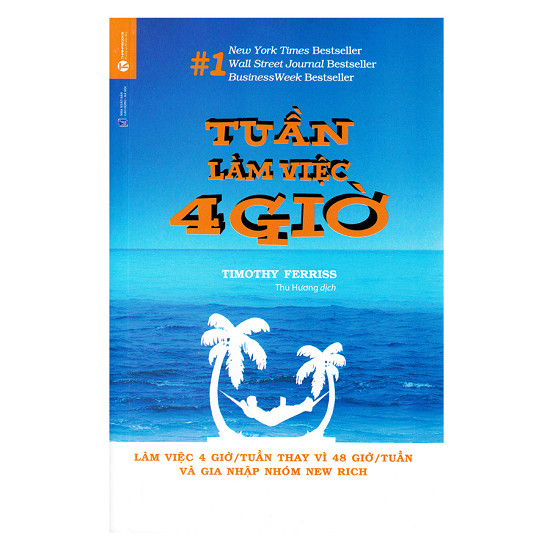 #1
New York Times Bestseller
Wall Street Journal Bestseller
BusinessWeek Bestseller
TUẦN
LÀM VIỆC
4 GIỜ
TIMOTHY FERRISS
Thu Hương dịch
LÀM VIỆC 4 GIỜ/TUẦN THAY VÌ 48 GIỜ/TUẦN
VÀ GIA NHẬP NHÓM NEW RICH